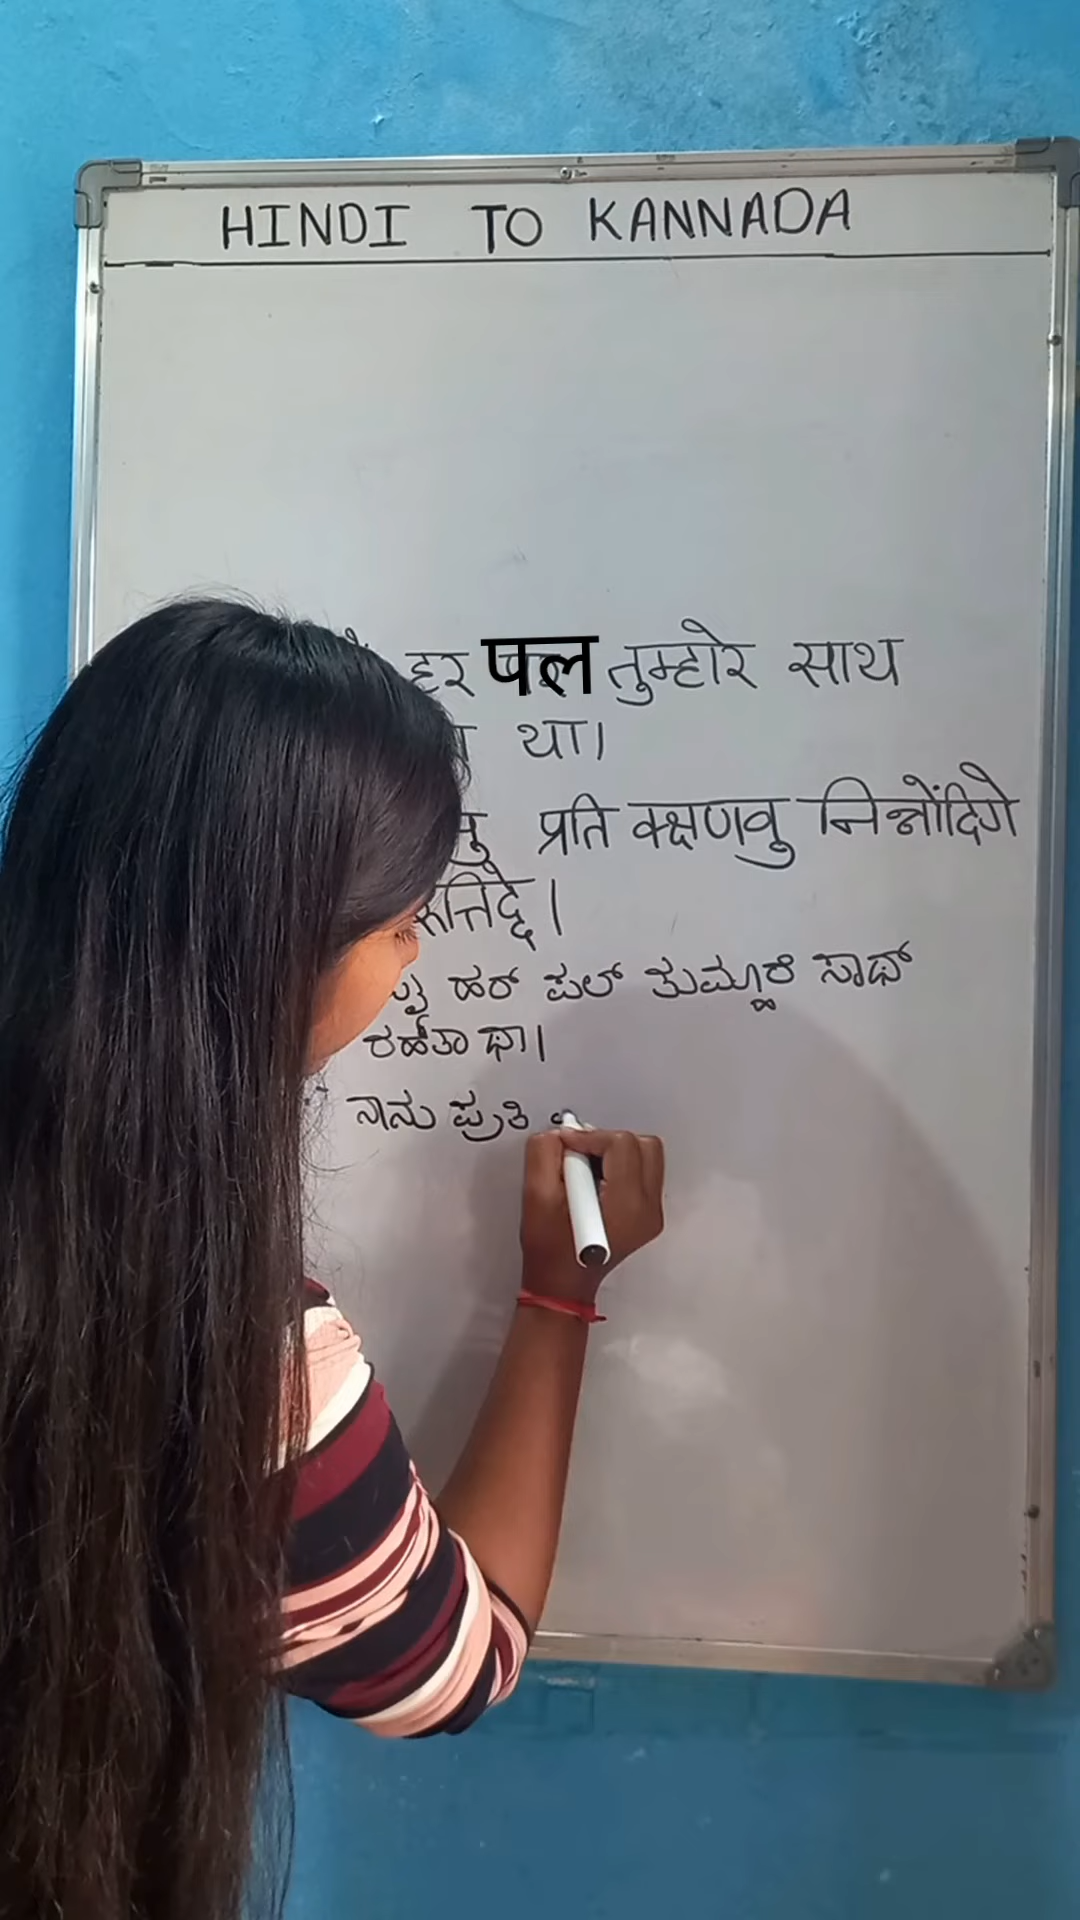 HINDI TO KANNADA
हर पल तुम्हारे साथ
था।
प्रति क्षणवु निन्नोंदिगे
ಹರ್ ಪಲ್ ತುಮ್ಹಾರೆ ಸಾಥ್
ರಹತಾ ಥಾ।
ನಾನು ಪ್ರತಿ